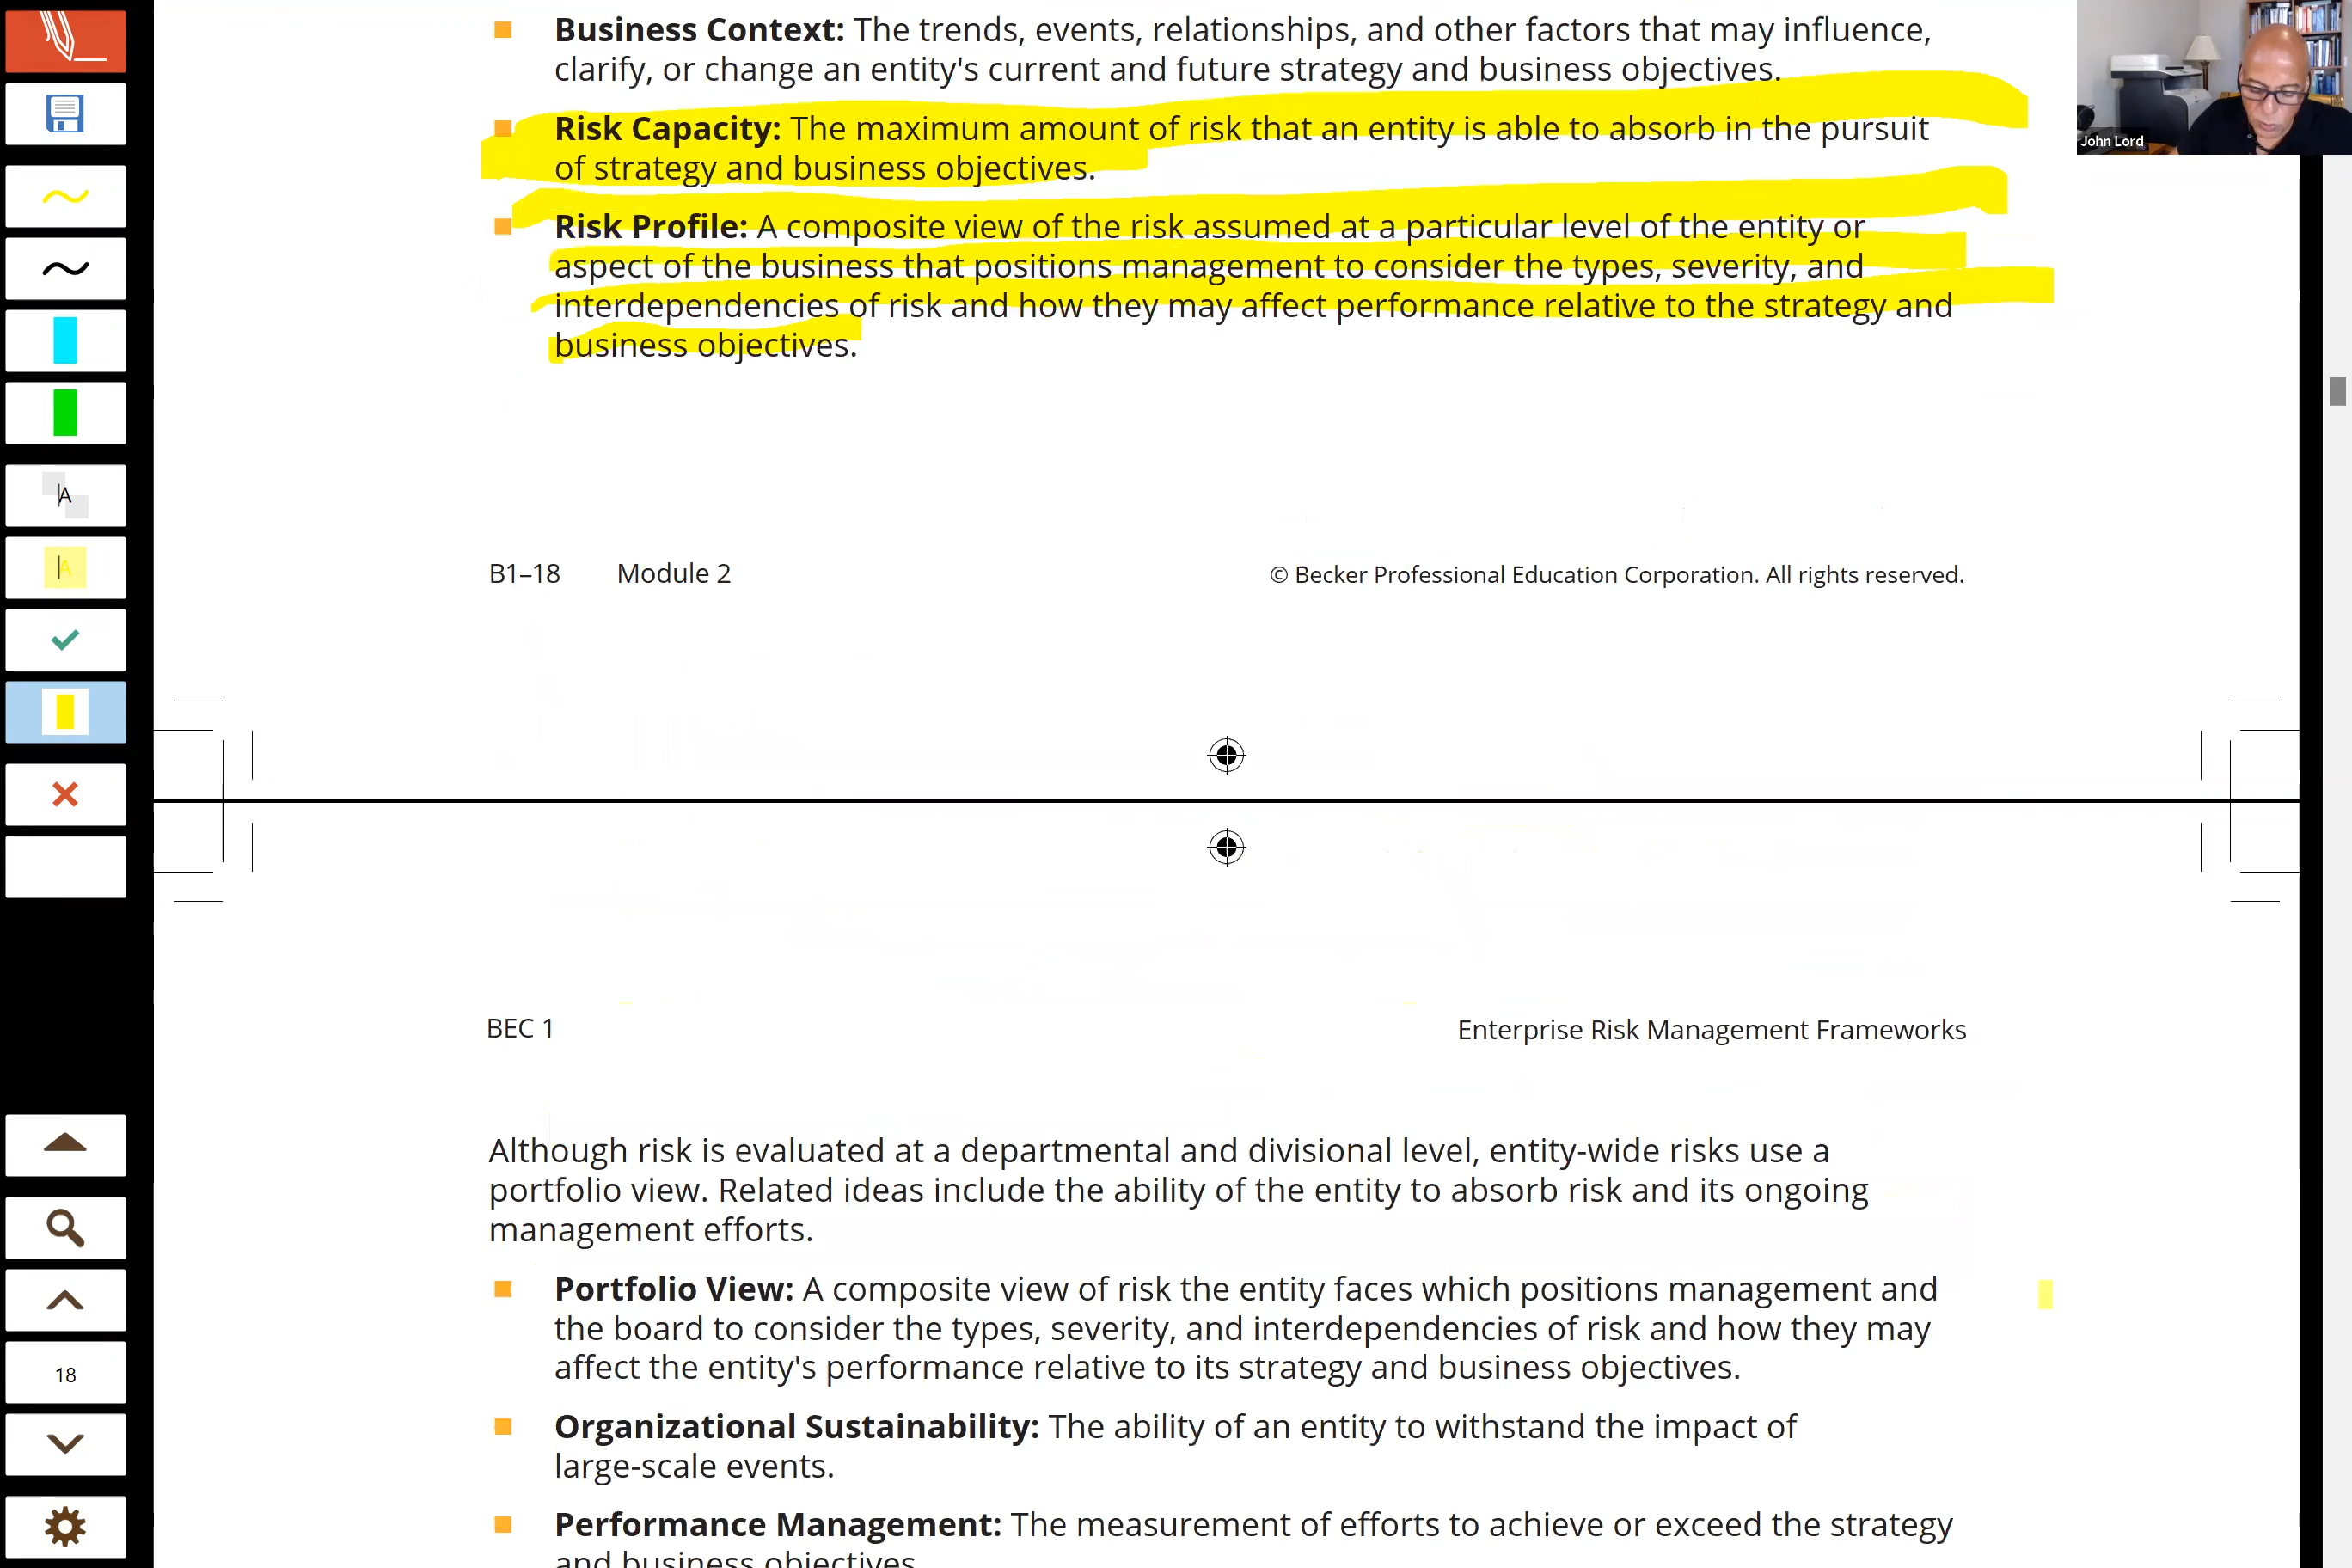 Business Context: The trends, events, relationships, and other factors that may influence,
clarify, or change an entity's current and future strategy and business objectives.
Risk Capacity: The maximum amount of risk that an entity is able to absorb in the pursuit
of strategy and business objectives.
Risk Profile: A composite view of the risk assumed at a particular level of the entity or
aspect of the business that positions management to consider the types, severity, and
interdependencies of risk and how they may affect performance relative to the strategy and
business objectives.
John Lord
A
A
B1–18 Module 2 © Becker Professional Education Corporation. All rights reserved.
BEC 1 Enterprise Risk Management Frameworks
Although risk is evaluated at a departmental and divisional level, entity-wide risks use a
portfolio view. Related ideas include the ability of the entity to absorb risk and its ongoing
management efforts.
Portfolio View: A composite view of risk the entity faces which positions management and
the board to consider the types, severity, and interdependencies of risk and how they may
affect the entity's performance relative to its strategy and business objectives.
18
Organizational Sustainability: The ability of an entity to withstand the impact of
large-scale events.
Performance Management: The measurement of efforts to achieve or exceed the strategy
and business objectives.